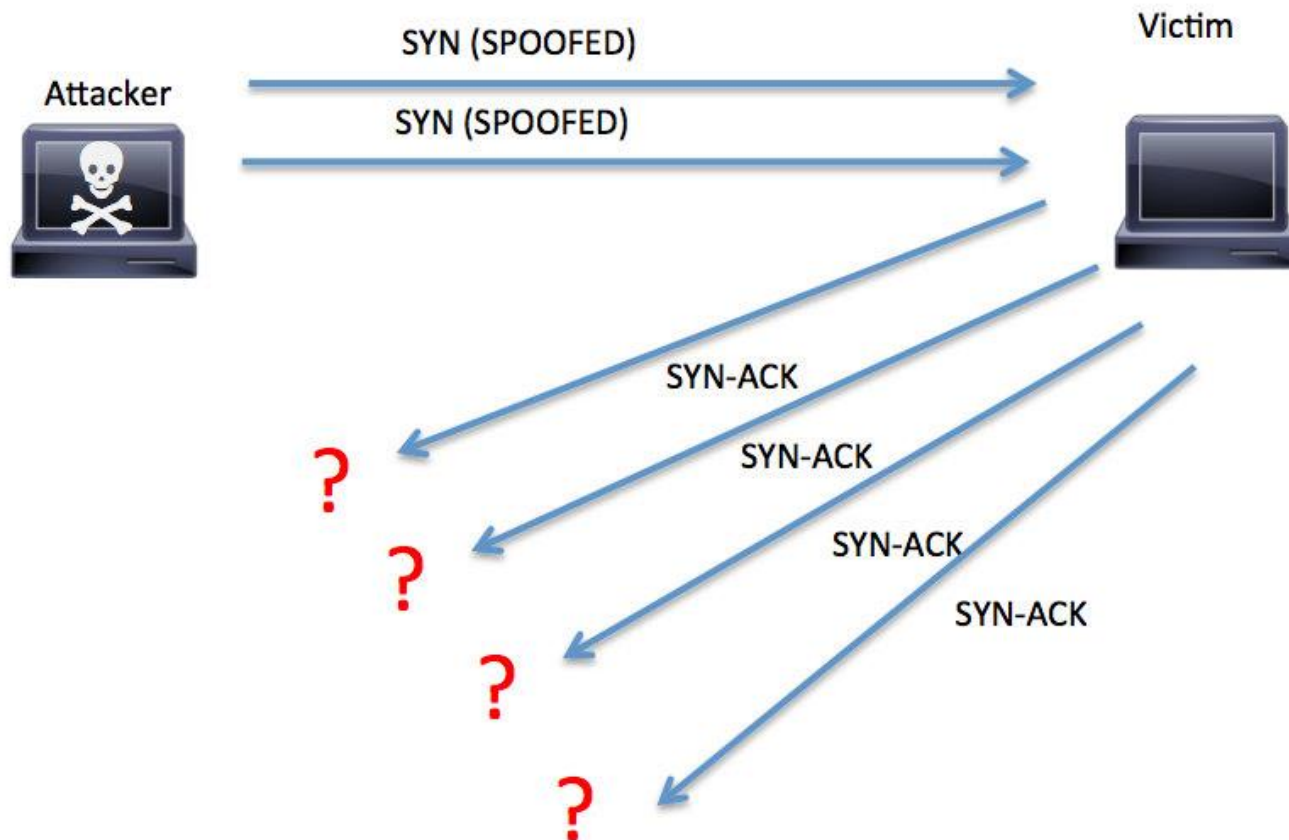 SYN (SPOOFED)
Victim
Attacker
SYN (SPOOFED)
SYN-ACK
?
SYN-ACK
?
SYN-ACK
SYN-ACK
?
?